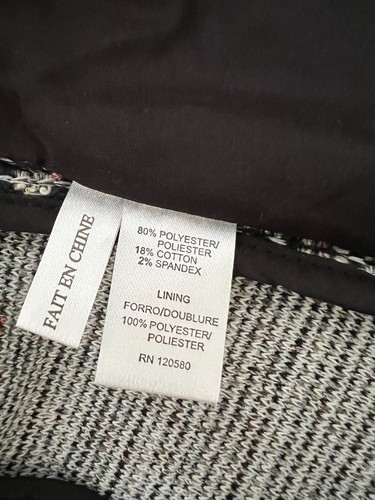 FAIT EN CHINE
80% POLYESTER/
POLIESTER
18% COTTON
2% SPANDEX
LINING
FORRO/DOUBLURE
100% POLYESTER/
POLIESTER
RN 120580